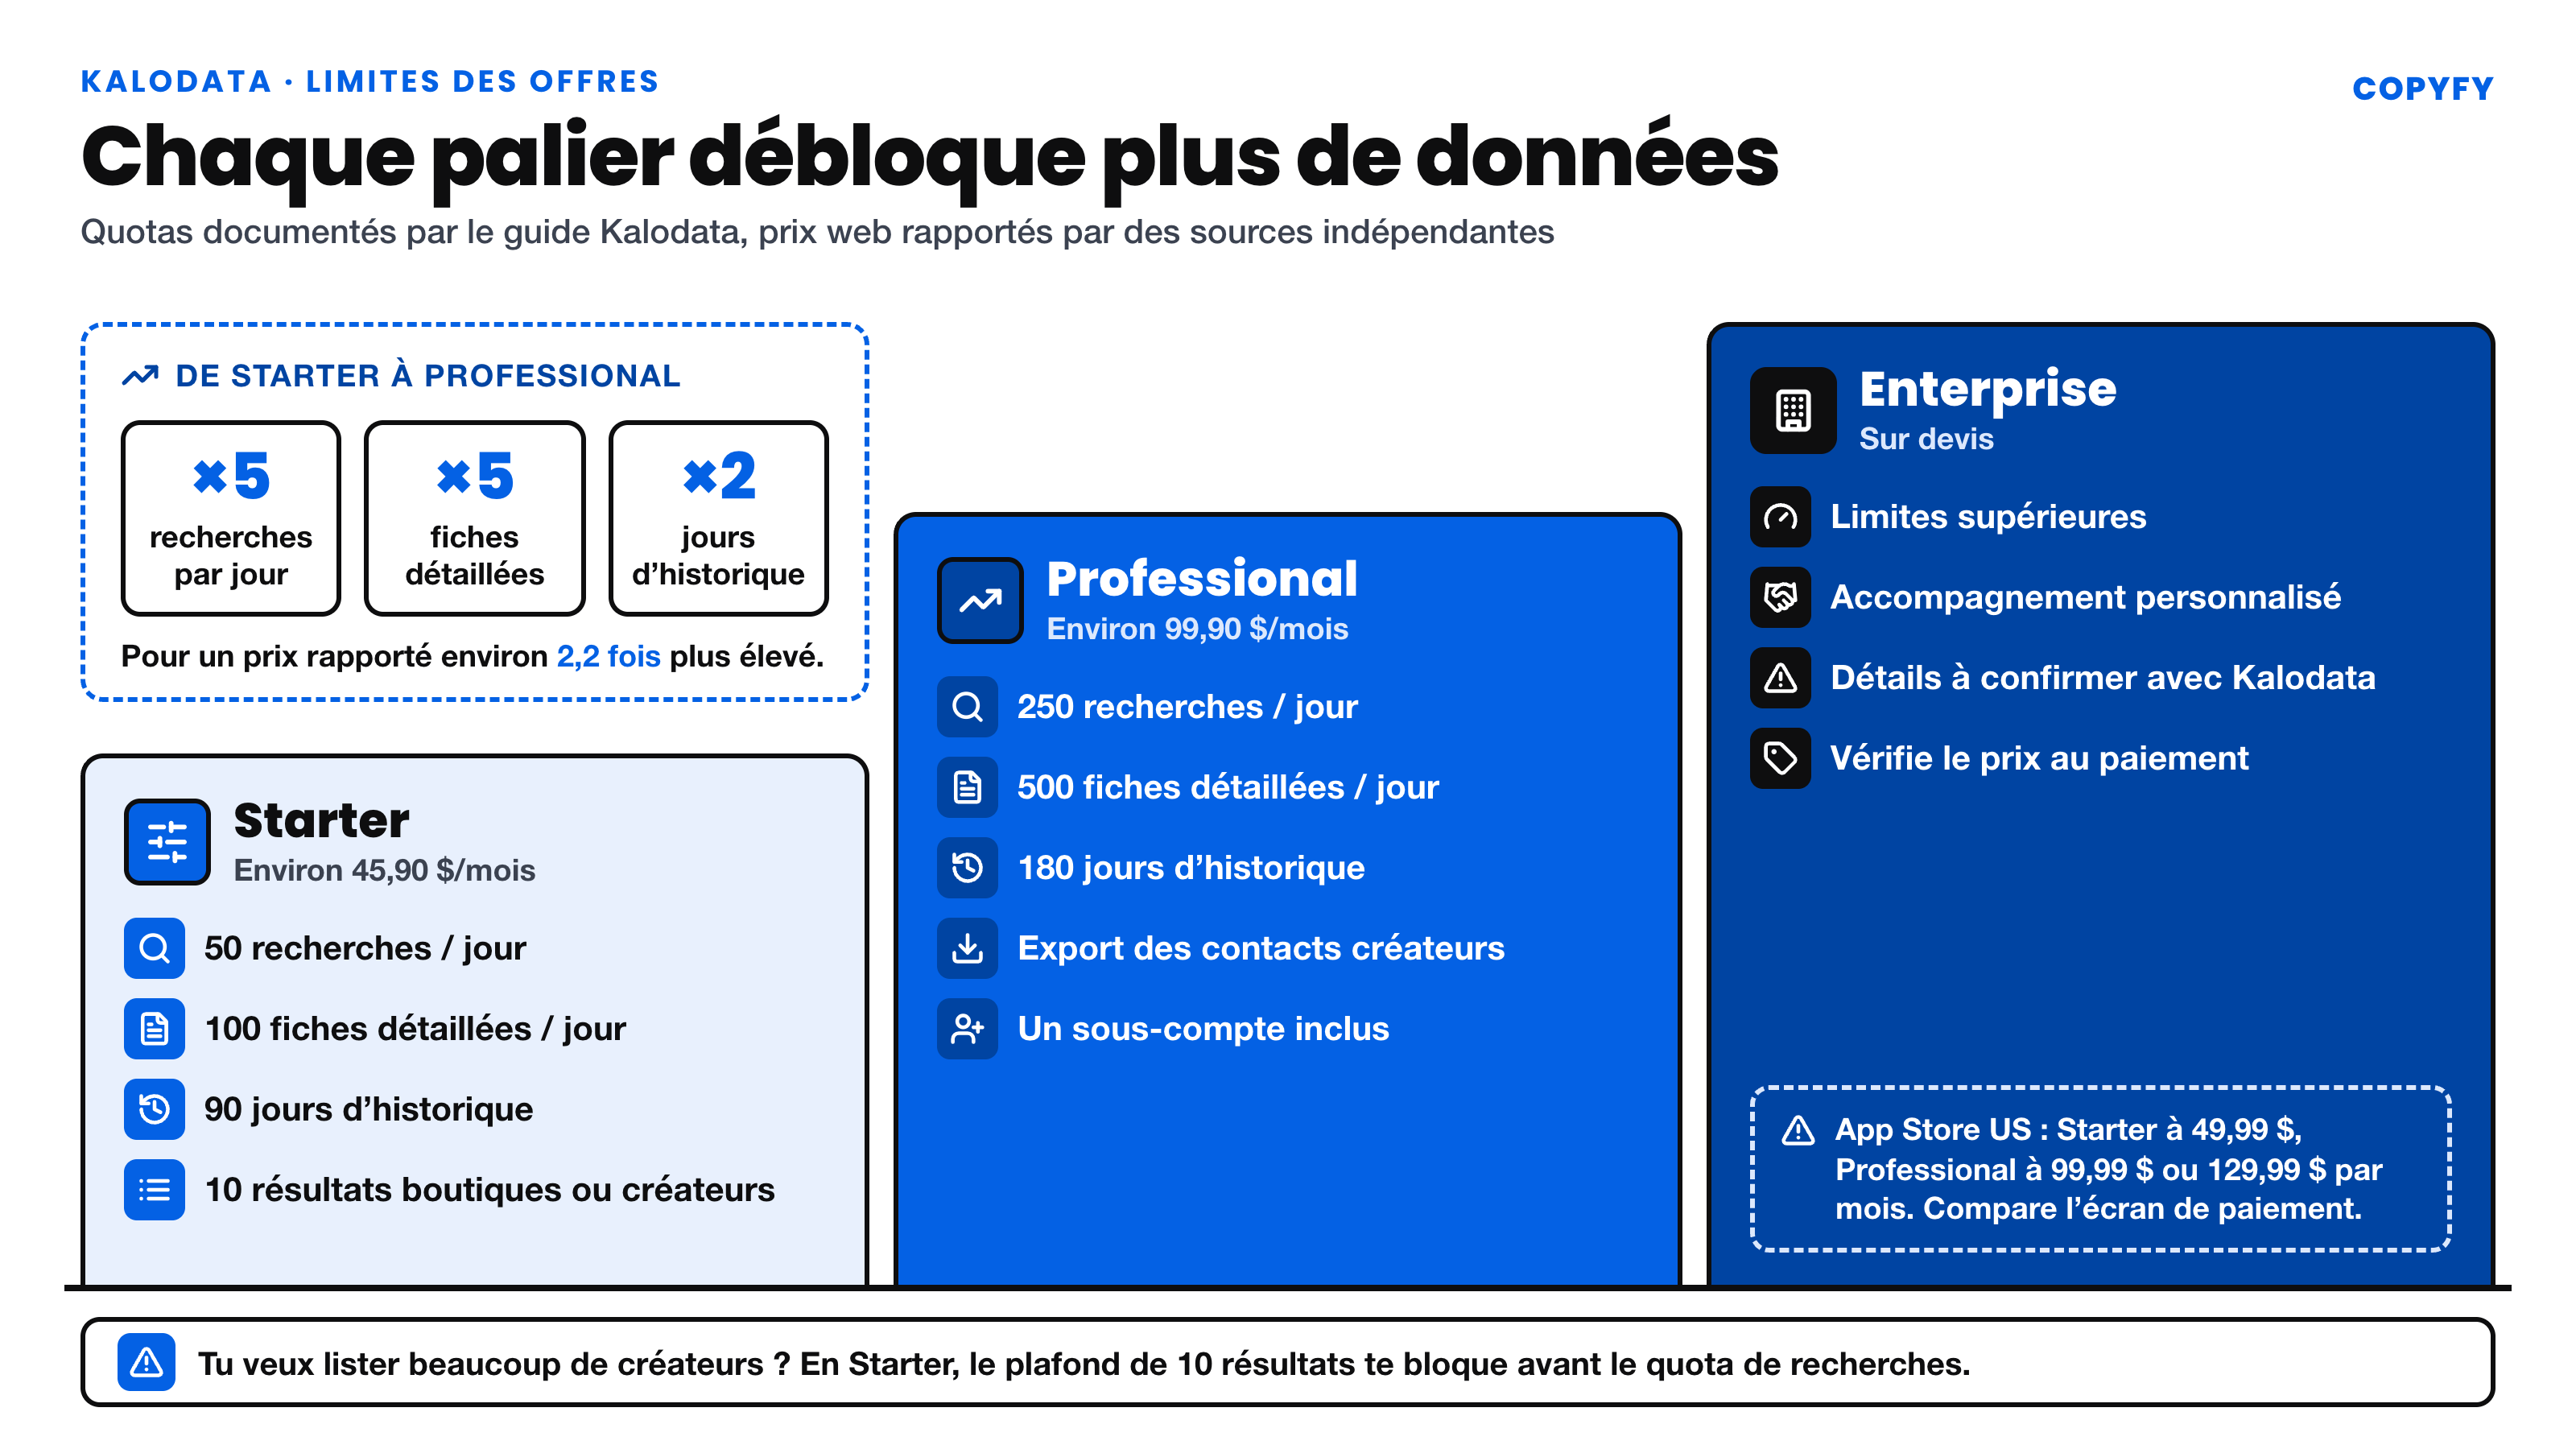 KALODATA · LIMITES DES OFFRES
COPYFY
Chaque palier débloque plus de données
Quotas documentés par le guide Kalodata, prix web rapportés par des sources indépendantes
DE STARTER À PROFESSIONAL
×5
recherches
par jour
×5
fiches
détaillées
×2
jours
d’historique
Pour un prix rapporté environ 2,2 fois plus élevé.
Starter
Environ 45,90 $/mois
50 recherches / jour
100 fiches détaillées / jour
90 jours d’historique
10 résultats boutiques ou créateurs
Professional
Environ 99,90 $/mois
250 recherches / jour
500 fiches détaillées / jour
180 jours d’historique
Export des contacts créateurs
Un sous-compte inclus
Enterprise
Sur devis
Limites supérieures
Accompagnement personnalisé
Détails à confirmer avec Kalodata
Vérifie le prix au paiement
App Store US : Starter à 49,99 $,
Professional à 99,99 $ ou 129,99 $ par
mois. Compare l’écran de paiement.
Tu veux lister beaucoup de créateurs ? En Starter, le plafond de 10 résultats te bloque avant le quota de recherches.